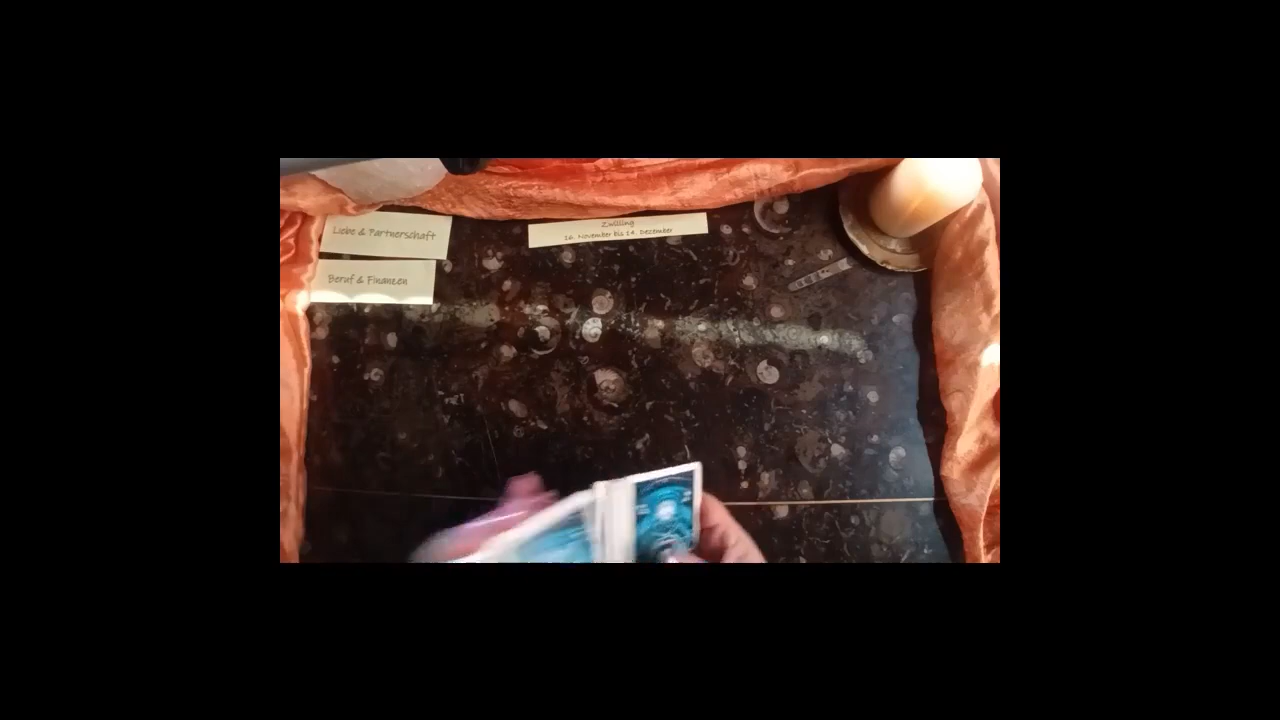 Liebe & Partnerschaft
Zwilling
16. November bis 14. Dezember
Beruf & Finanzen